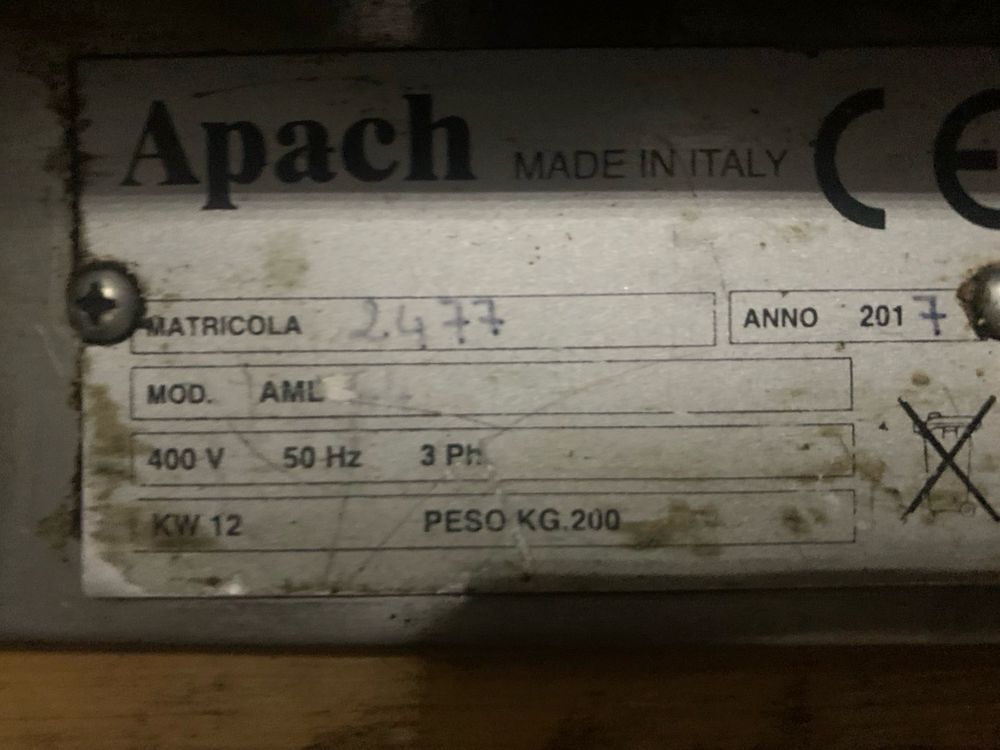 Apach MADE IN ITALY CE
MATRICOLA 2477 ANNO 2017
MOD. AML
400 V 50 Hz 3 Ph
KW 12 PESO KG.200